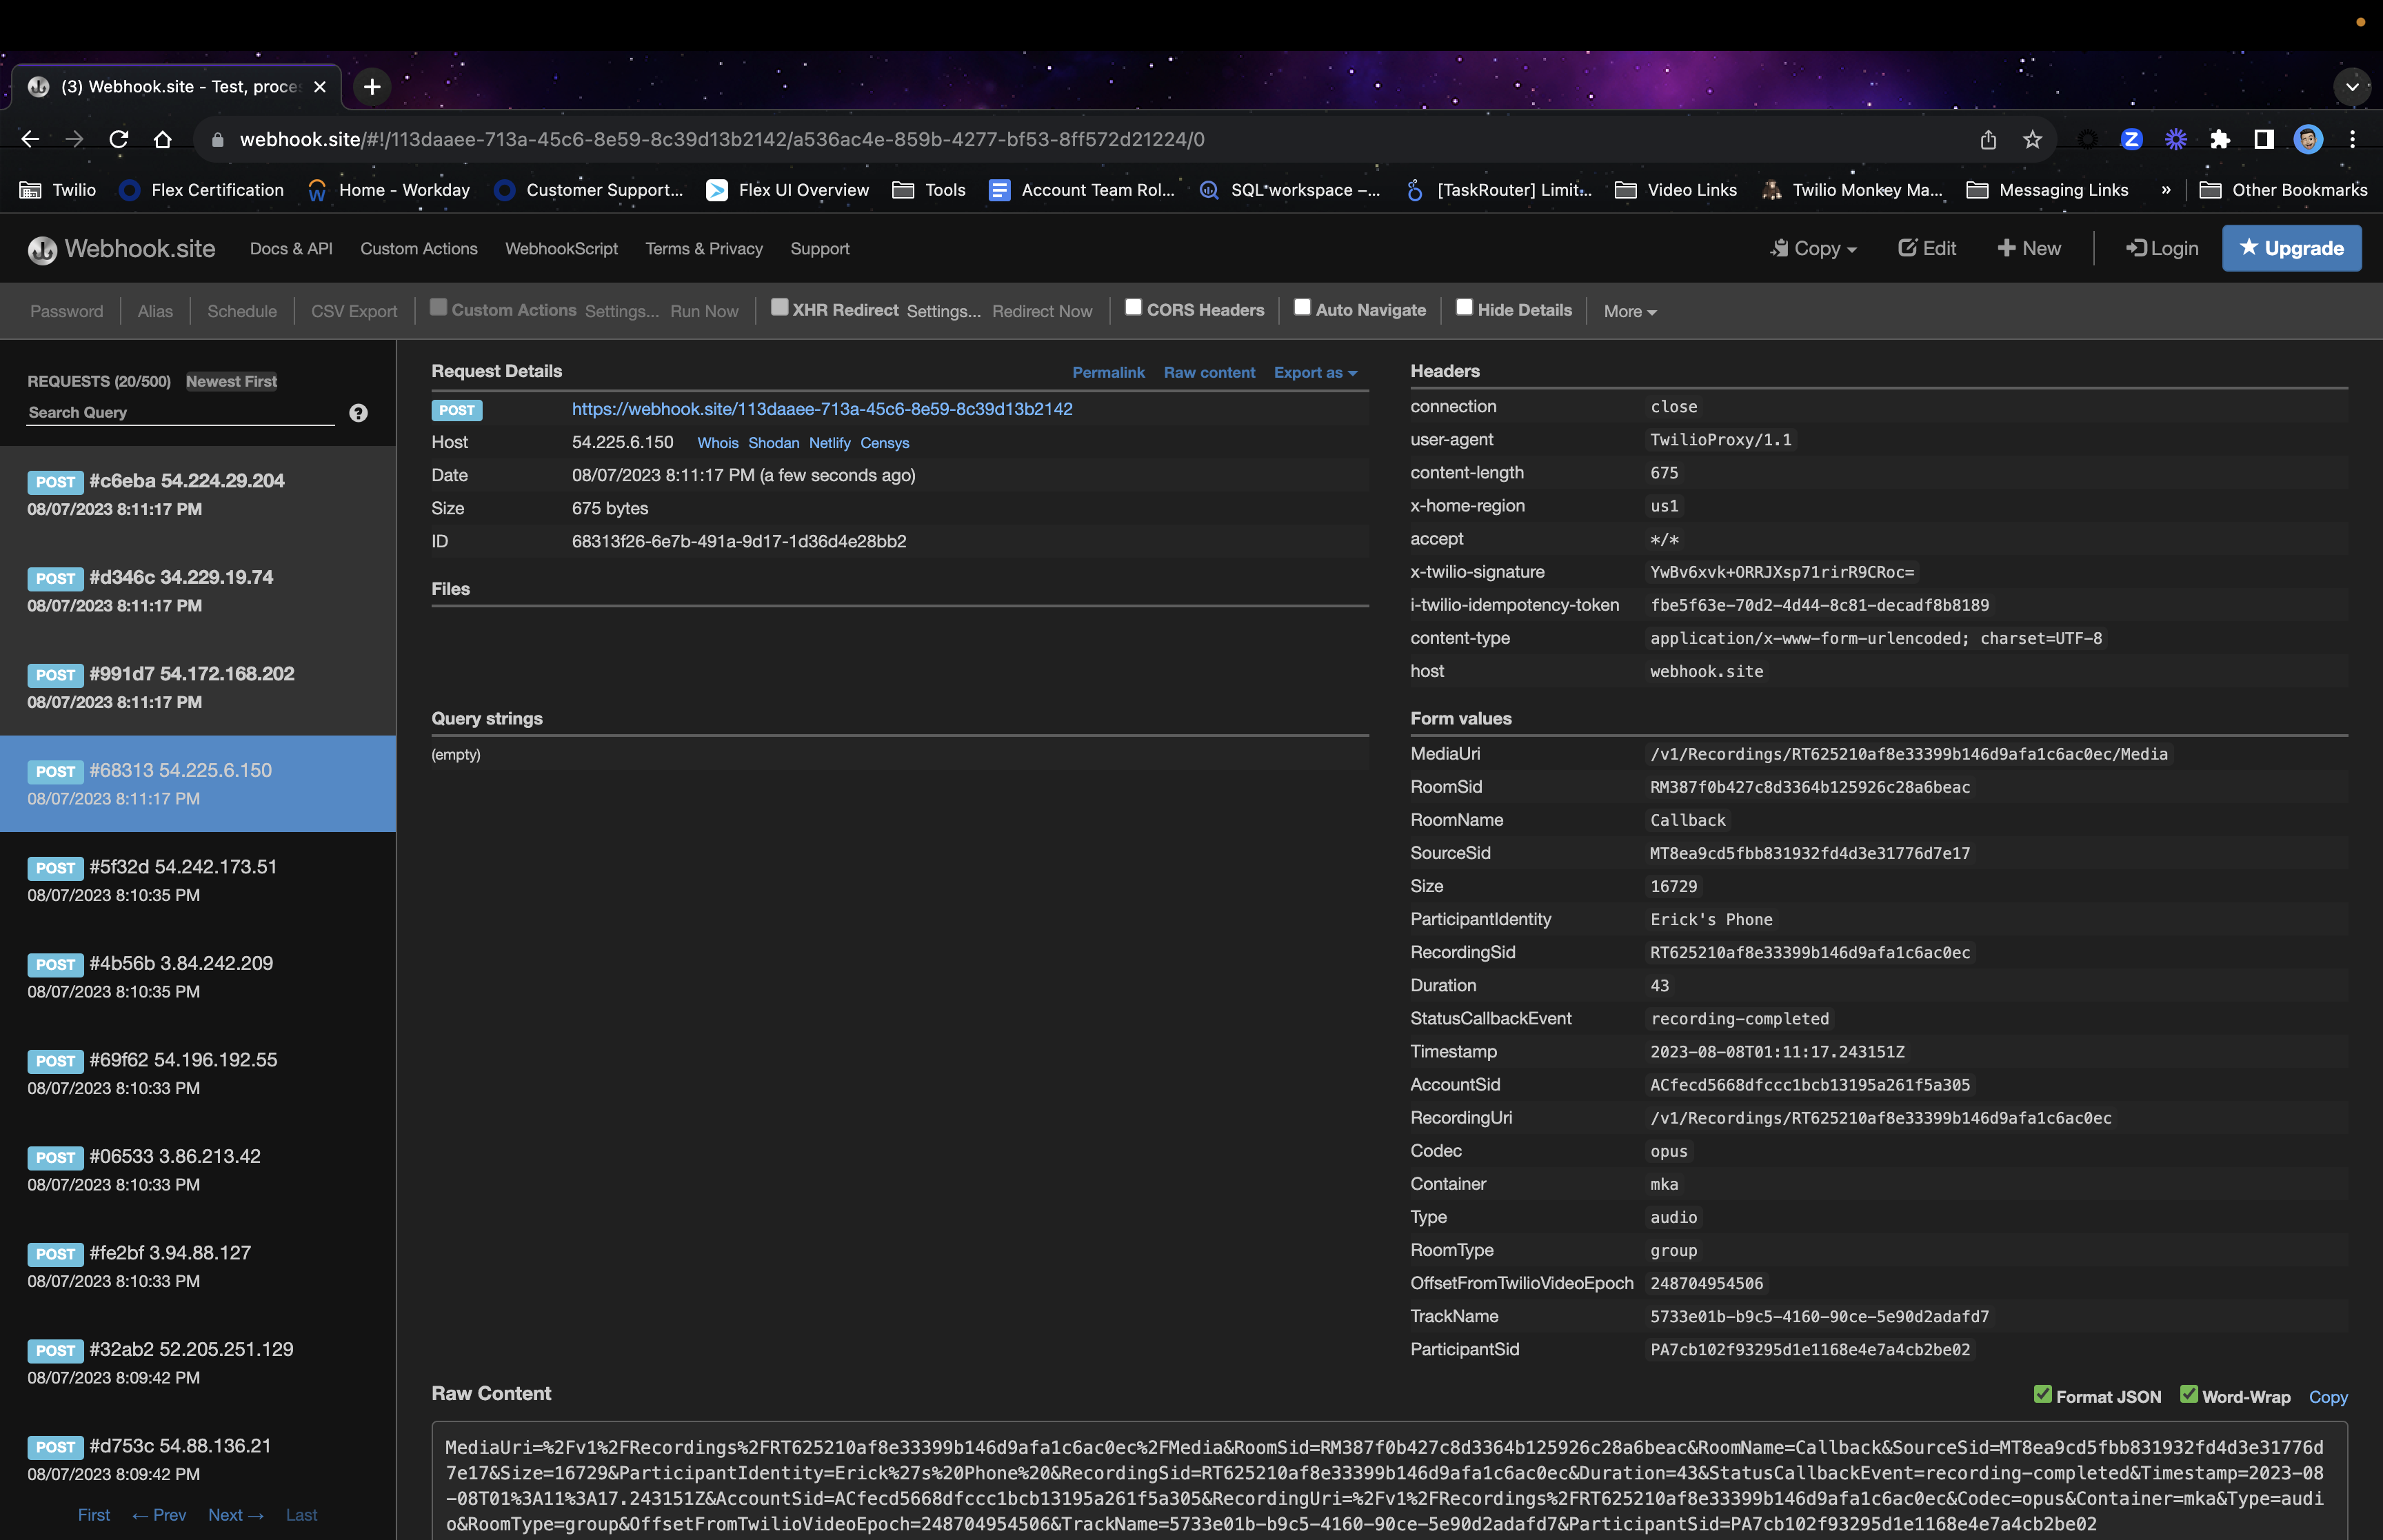 (3) Webhook.site - Test, proce
webhook.site/#!/113daaee-713a-45c6-8e59-8c39d13b2142/a536ac4e-859b-4277-bf53-8ff572d21224/0
Twilio Flex Certification Home - Workday Customer Support... Flex UI Overview Tools Account Team Rol... SQL workspace –... [TaskRouter] Limit... Video Links Twilio Monkey Ma... Messaging Links » Other Bookmarks
Webhook.site Docs & API Custom Actions WebhookScript Terms & Privacy Support Copy Edit New Login Upgrade
Password Alias Schedule CSV Export Custom Actions Settings... Run Now XHR Redirect Settings... Redirect Now CORS Headers Auto Navigate Hide Details More
REQUESTS (20/500) Newest First
Search Query
POST #c6eba 54.224.29.204
08/07/2023 8:11:17 PM
POST #d346c 34.229.19.74
08/07/2023 8:11:17 PM
POST #991d7 54.172.168.202
08/07/2023 8:11:17 PM
POST #68313 54.225.6.150
08/07/2023 8:11:17 PM
POST #5f32d 54.242.173.51
08/07/2023 8:10:35 PM
POST #4b56b 3.84.242.209
08/07/2023 8:10:35 PM
POST #69f62 54.196.192.55
08/07/2023 8:10:33 PM
POST #06533 3.86.213.42
08/07/2023 8:10:33 PM
POST #fe2bf 3.94.88.127
08/07/2023 8:10:33 PM
POST #32ab2 52.205.251.129
08/07/2023 8:09:42 PM
POST #d753c 54.88.136.21
08/07/2023 8:09:42 PM
First ← Prev Next → Last
Request Details Permalink Raw content Export as
POST https://webhook.site/113daaee-713a-45c6-8e59-8c39d13b2142
Host 54.225.6.150 Whois Shodan Netlify Censys
Date 08/07/2023 8:11:17 PM (a few seconds ago)
Size 675 bytes
ID 68313f26-6e7b-491a-9d17-1d36d4e28bb2
Files
Query strings
(empty)
Headers
connection close
user-agent TwilioProxy/1.1
content-length 675
x-home-region us1
accept */*
x-twilio-signature YwBv6xvk+ORRJXsp71rirR9CRoc=
i-twilio-idempotency-token fbe5f63e-70d2-4d44-8c81-decadf8b8189
content-type application/x-www-form-urlencoded; charset=UTF-8
host webhook.site
Form values
MediaUri /v1/Recordings/RT625210af8e33399b146d9afa1c6ac0ec/Media
RoomSid RM387f0b427c8d3364b125926c28a6beac
RoomName Callback
SourceSid MT8ea9cd5fbb831932fd4d3e31776d7e17
Size 16729
ParticipantIdentity Erick's Phone
RecordingSid RT625210af8e33399b146d9afa1c6ac0ec
Duration 43
StatusCallbackEvent recording-completed
Timestamp 2023-08-08T01:11:17.243151Z
AccountSid ACfecd5668dfccc1bcb13195a261f5a305
RecordingUri /v1/Recordings/RT625210af8e33399b146d9afa1c6ac0ec
Codec opus
Container mka
Type audio
RoomType group
OffsetFromTwilioVideoEpoch 248704954506
TrackName 5733e01b-b9c5-4160-90ce-5e90d2adafd7
ParticipantSid PA7cb102f93295d1e1168e4e7a4cb2be02
Raw Content Format JSON Word-Wrap Copy
MediaUri=%2Fv1%2FRecordings%2FRT625210af8e33399b146d9afa1c6ac0ec%2FMedia&RoomSid=RM387f0b427c8d3364b125926c28a6beac&RoomName=Callback&SourceSid=MT8ea9cd5fbb831932fd4d3e31776d
7e17&Size=16729&ParticipantIdentity=Erick%27s%20Phone%20&RecordingSid=RT625210af8e33399b146d9afa1c6ac0ec&Duration=43&StatusCallbackEvent=recording-completed&Timestamp=2023-08
-08T01%3A11%3A17.243151Z&AccountSid=ACfecd5668dfccc1bcb13195a261f5a305&RecordingUri=%2Fv1%2FRecordings%2FRT625210af8e33399b146d9afa1c6ac0ec&Codec=opus&Container=mka&Type=audi
o&RoomType=group&OffsetFromTwilioVideoEpoch=248704954506&TrackName=5733e01b-b9c5-4160-90ce-5e90d2adafd7&ParticipantSid=PA7cb102f93295d1e1168e4e7a4cb2be02